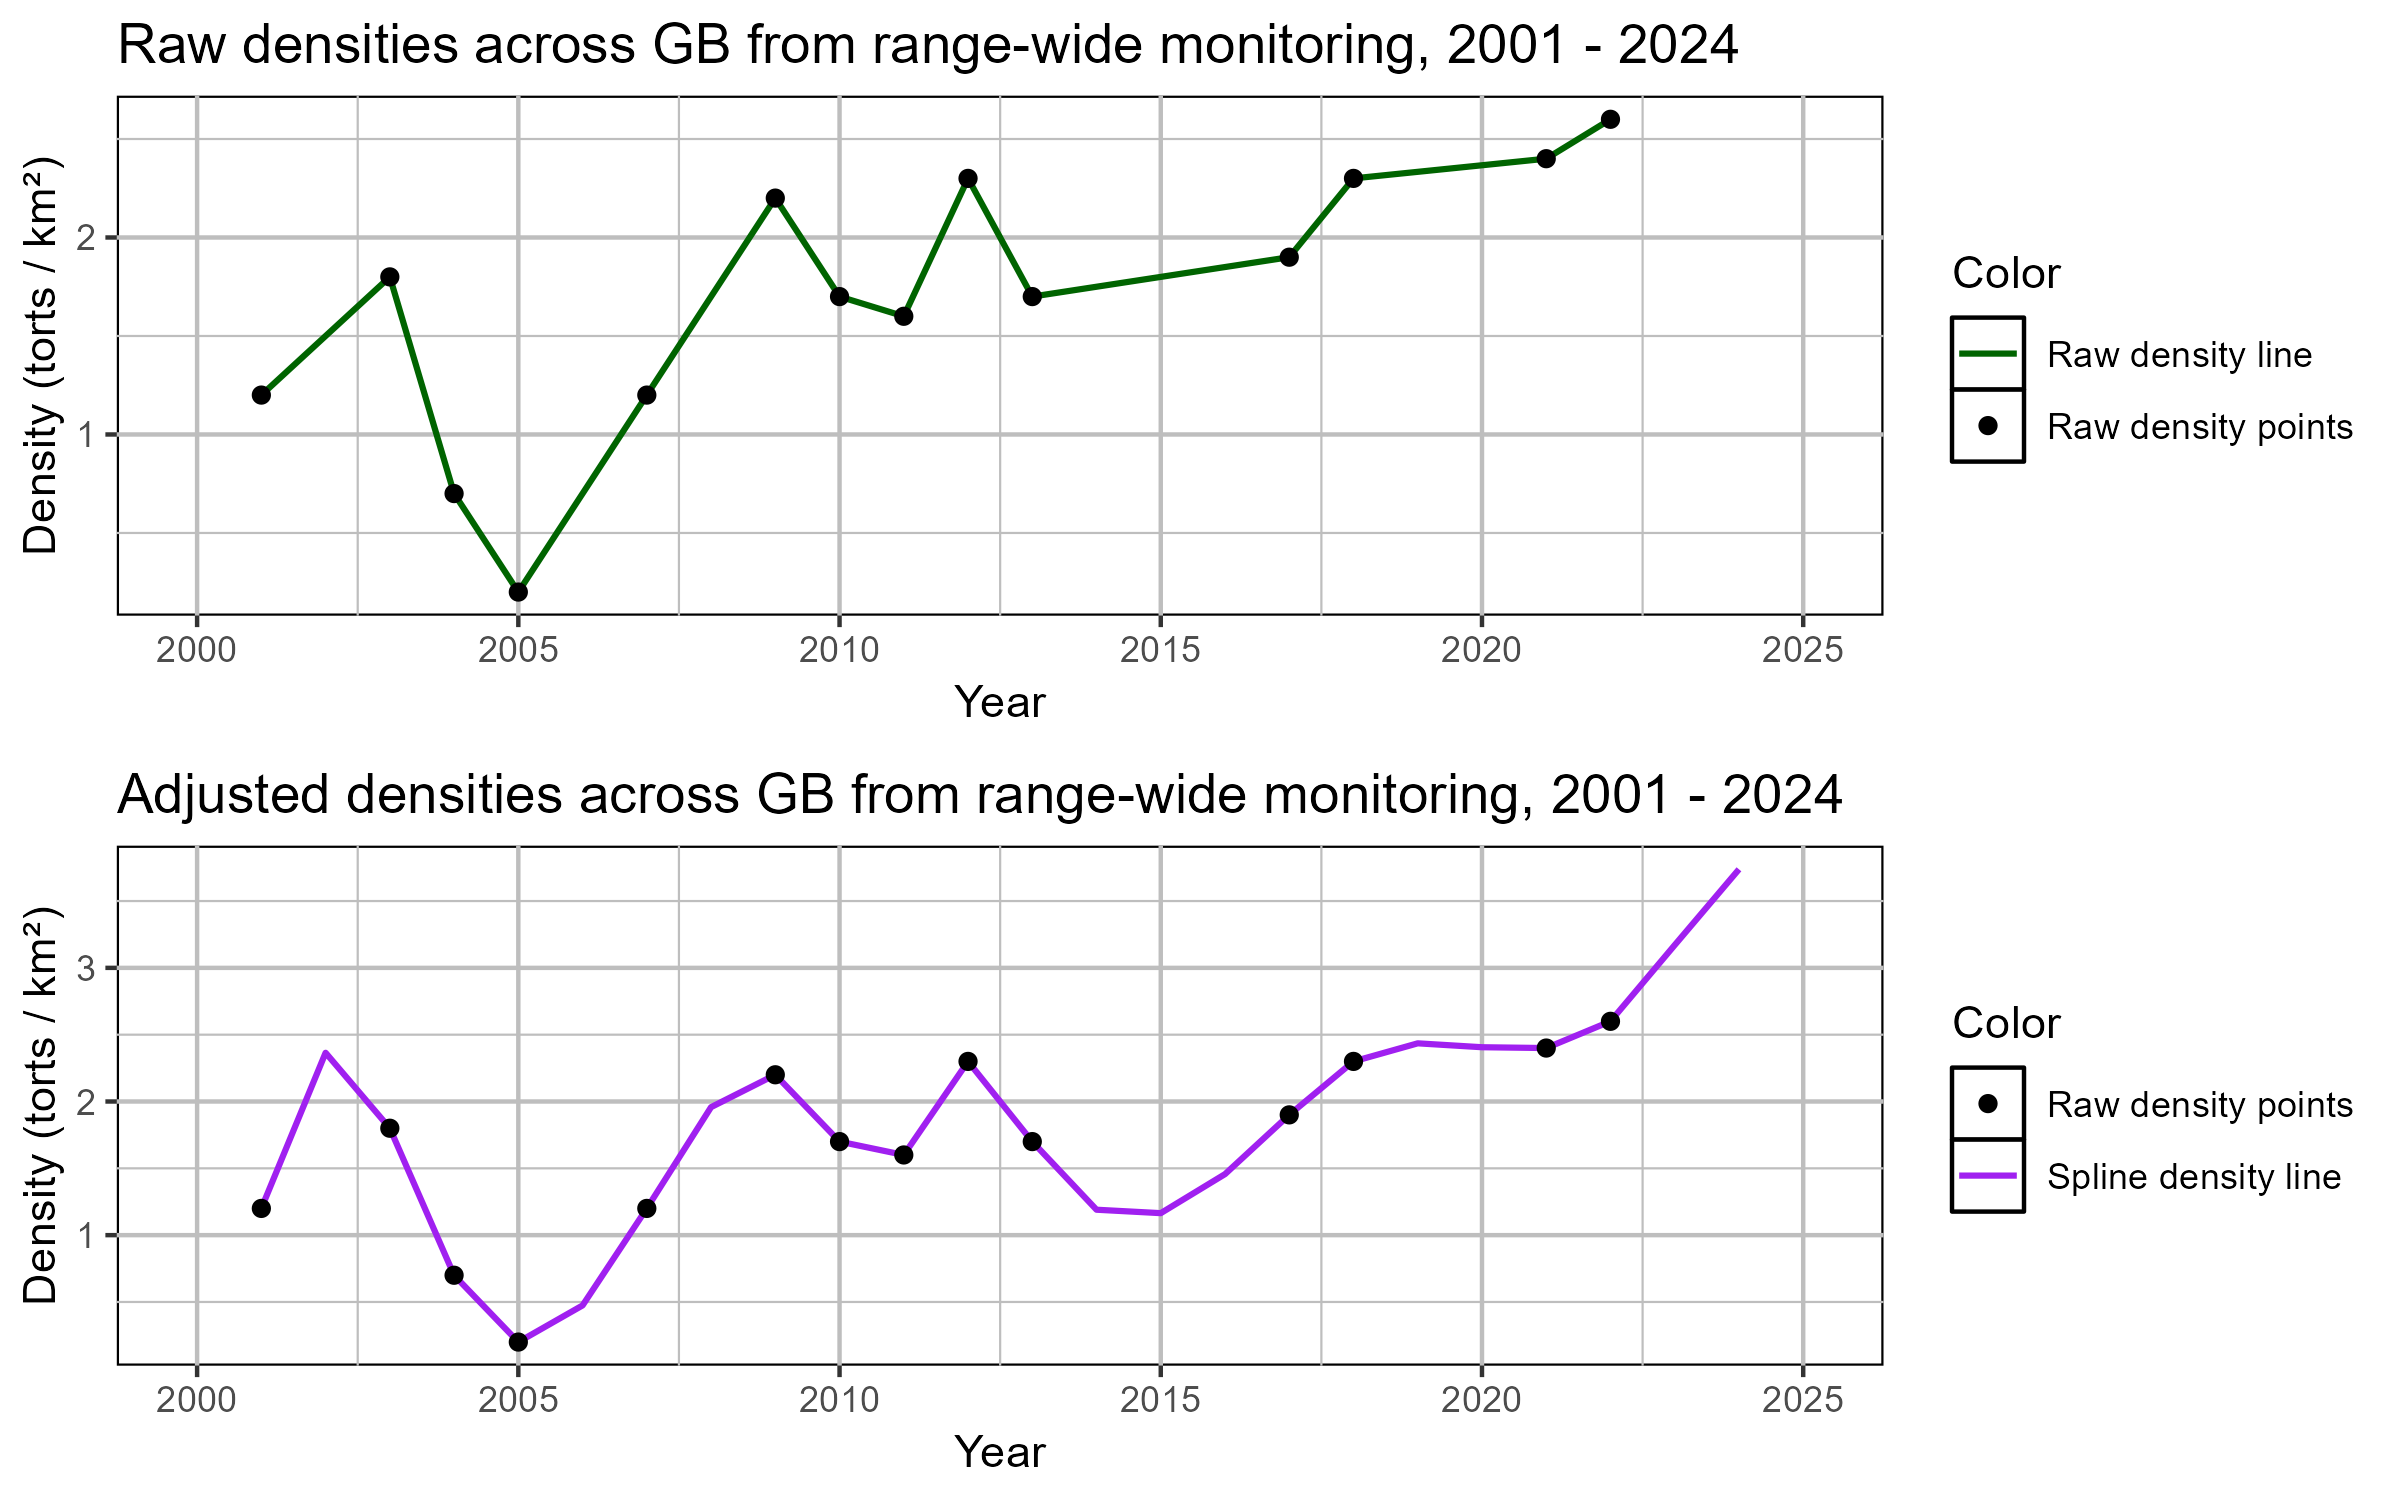 Raw densities across GB from range-wide monitoring, 2001 - 2024
Density (torts / km²)
2
1
2000 2005 2010 2015 2020 2025
Year
Color
Raw density line
Raw density points
Adjusted densities across GB from range-wide monitoring, 2001 - 2024
Density (torts / km²)
3
2
1
2000 2005 2010 2015 2020 2025
Year
Color
Raw density points
Spline density line